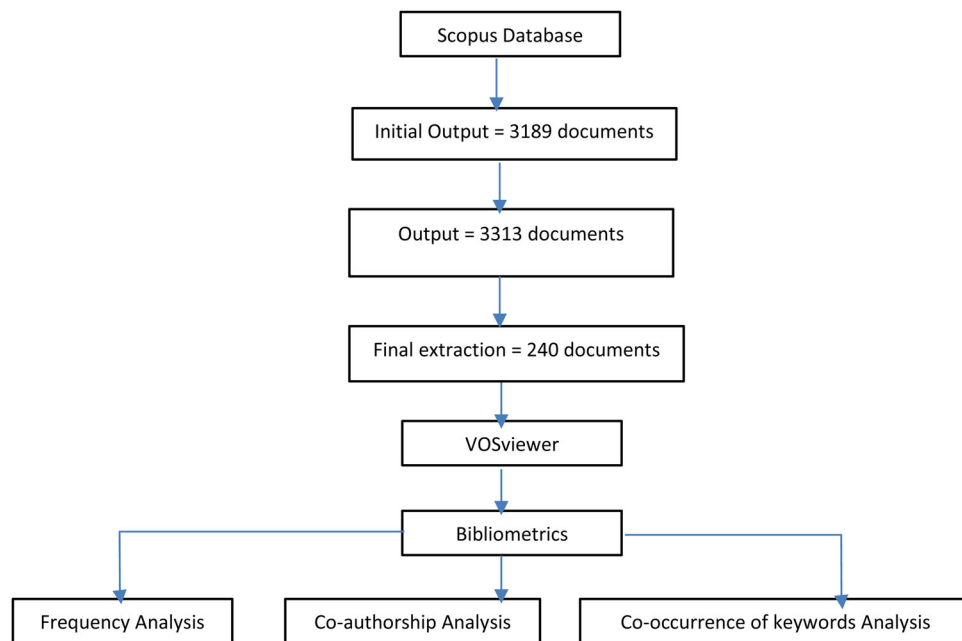 Scopus Database
Initial Output = 3189 documents
Output = 3313 documents
Final extraction = 240 documents
VOSviewer
Bibliometrics
Frequency Analysis
Co-authorship Analysis
Co-occurrence of keywords Analysis